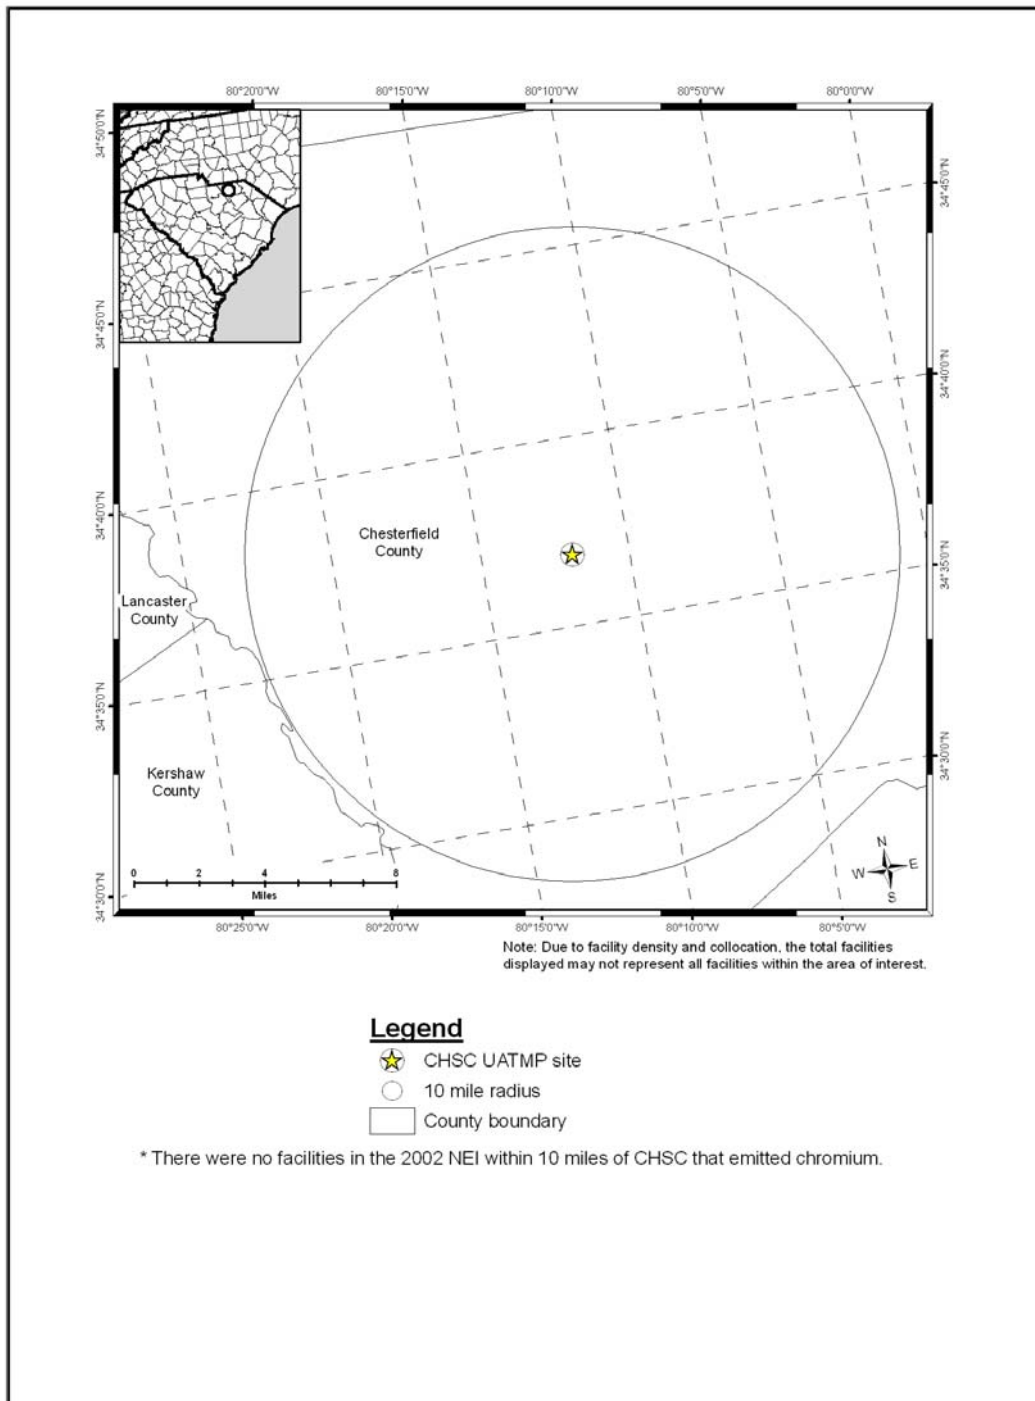 80°20'0"W 80°15'0"W 80°10'0"W 80°5'0"W 80°0'0"W
34°50'0"N
34°45'0"N
34°45'0"N
34°40'0"N
34°40'0"N
34°35'0"N
34°35'0"N
34°30'0"N
34°30'0"N
Chesterfield
County
Lancaster
County
Kershaw
County
N
W E
S
0 2 4 8
Miles
80°25'0"W 80°20'0"W 80°15'0"W 80°10'0"W 80°5'0"W
Note: Due to facility density and collocation, the total facilities
displayed may not represent all facilities within the area of interest.
Legend
CHSC UATMP site
10 mile radius
County boundary
* There were no facilities in the 2002 NEI within 10 miles of CHSC that emitted chromium.